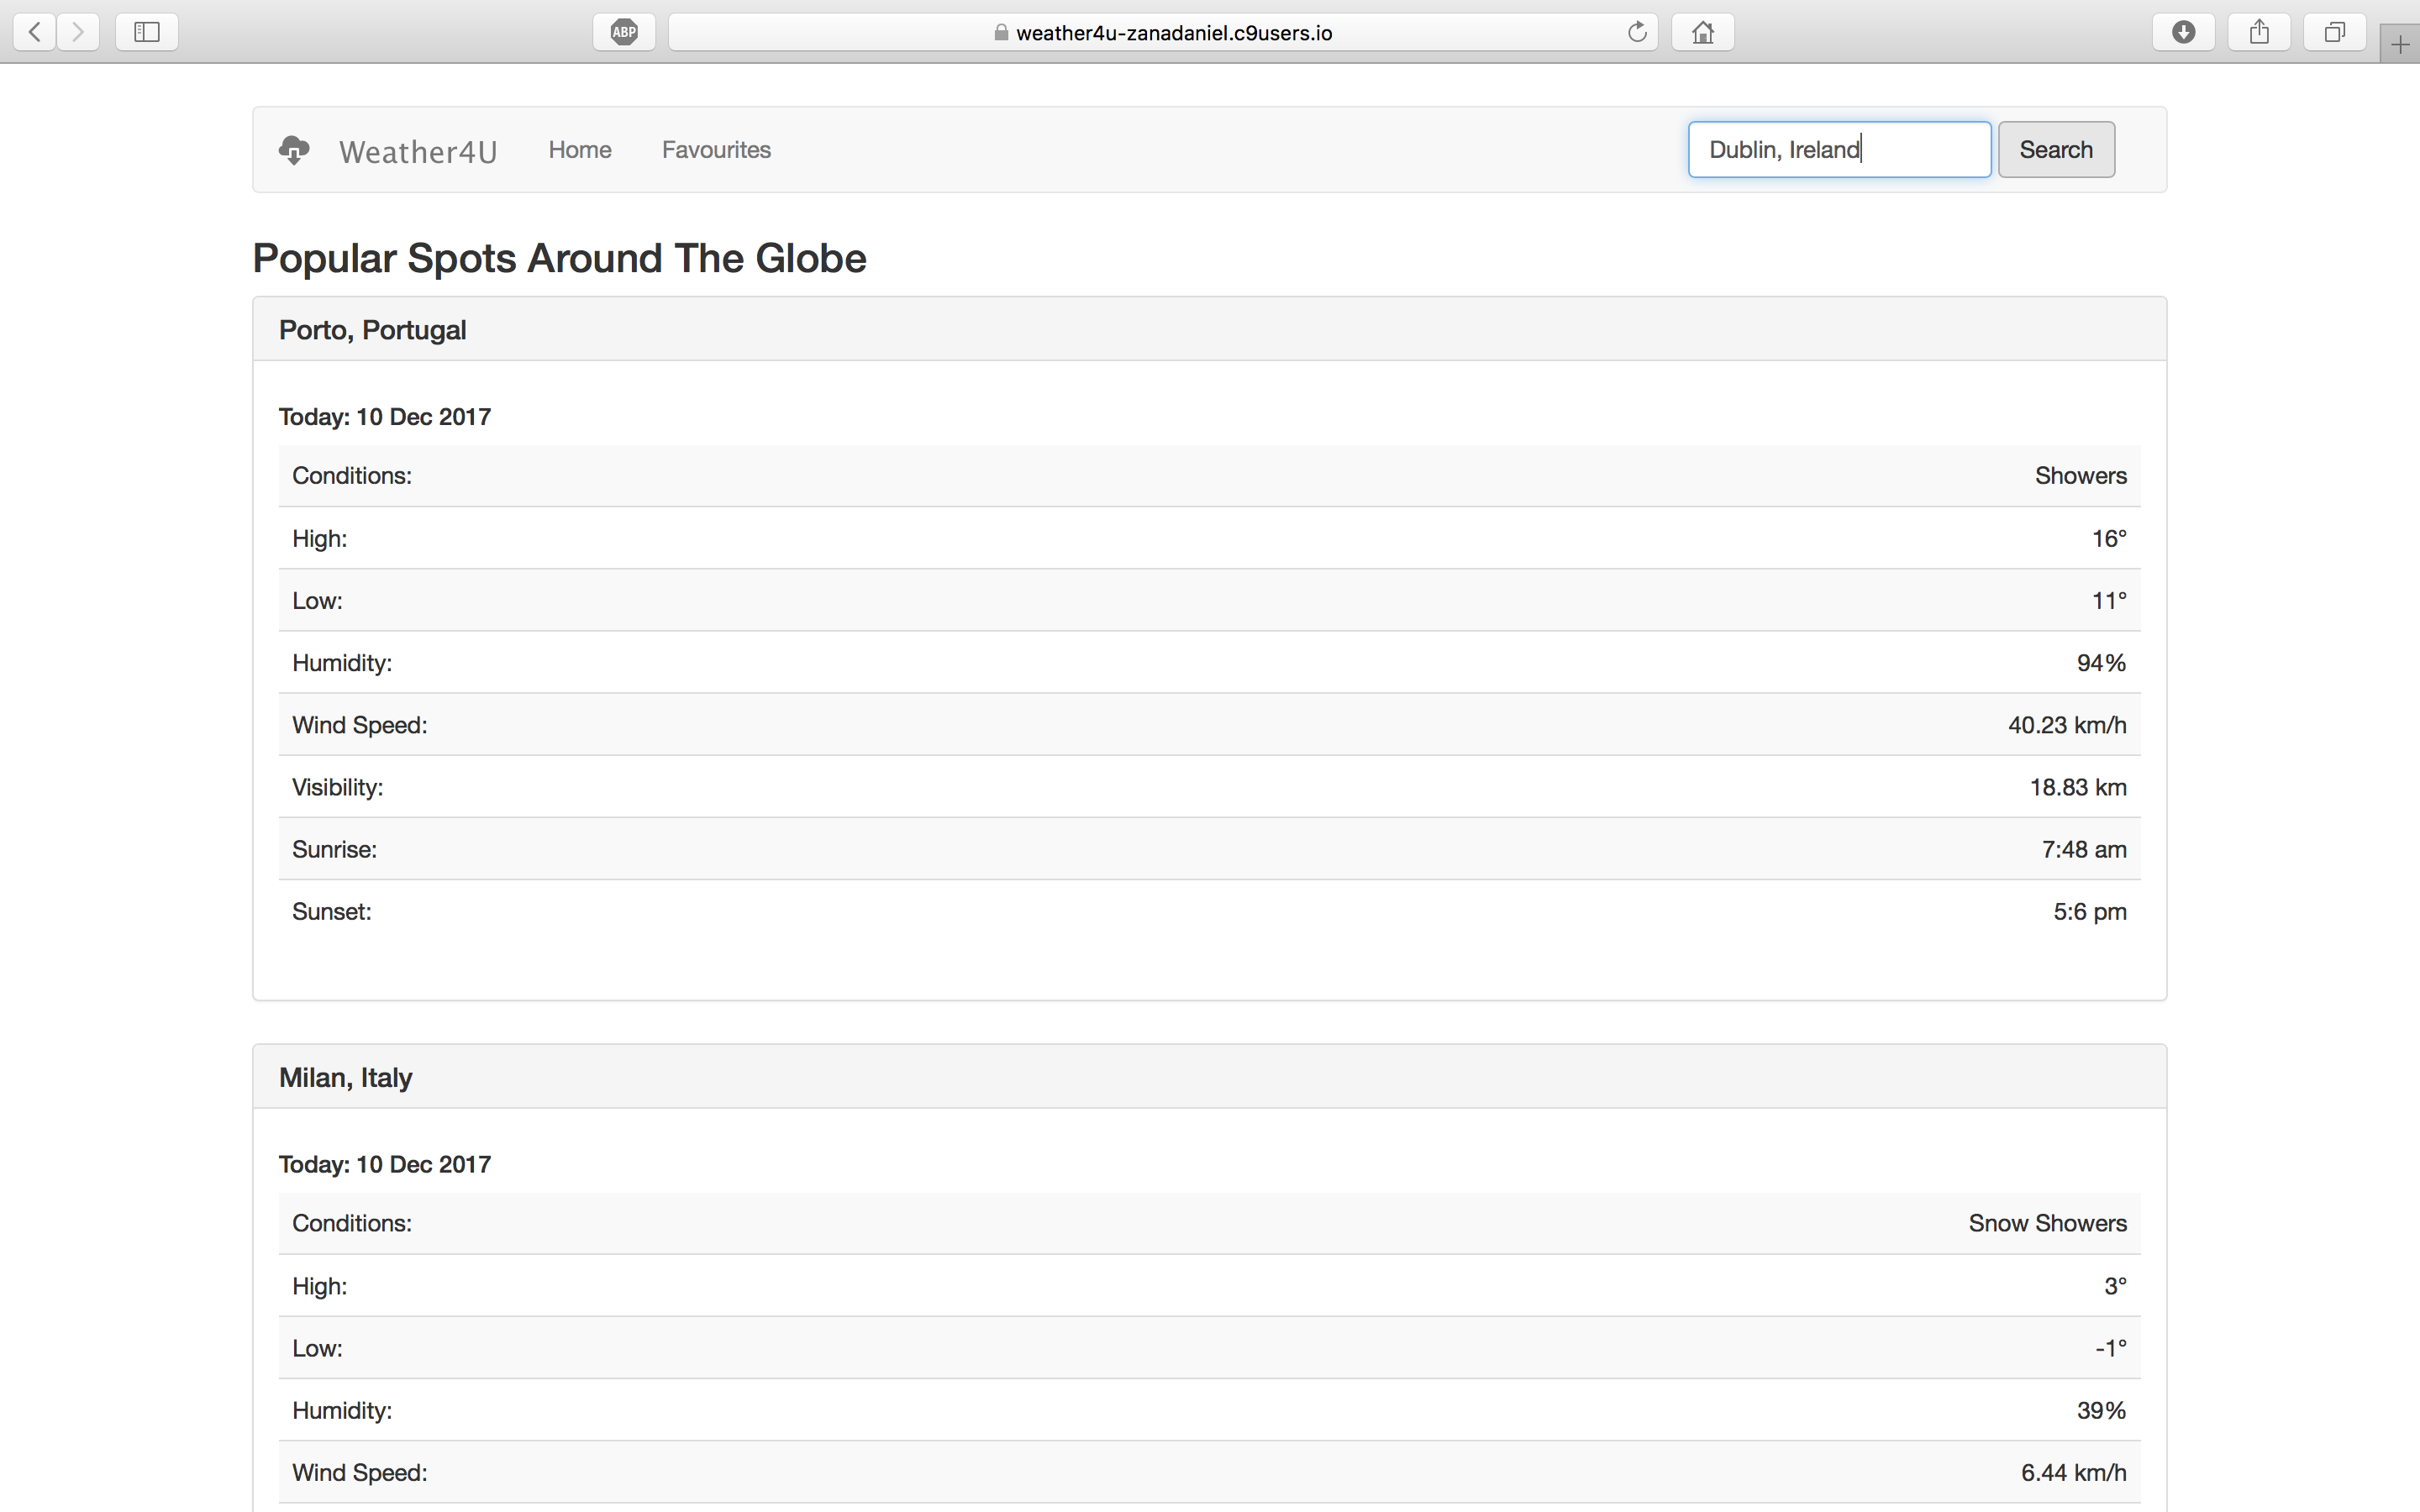 ABP
weather4u-zanadaniel.c9users.io
Weather4U Home Favourites Dublin, Ireland Search
Popular Spots Around The Globe
Porto, Portugal
Today: 10 Dec 2017
Conditions: Showers
High: 16°
Low: 11°
Humidity: 94%
Wind Speed: 40.23 km/h
Visibility: 18.83 km
Sunrise: 7:48 am
Sunset: 5:6 pm
Milan, Italy
Today: 10 Dec 2017
Conditions: Snow Showers
High: 3°
Low: -1°
Humidity: 39%
Wind Speed: 6.44 km/h